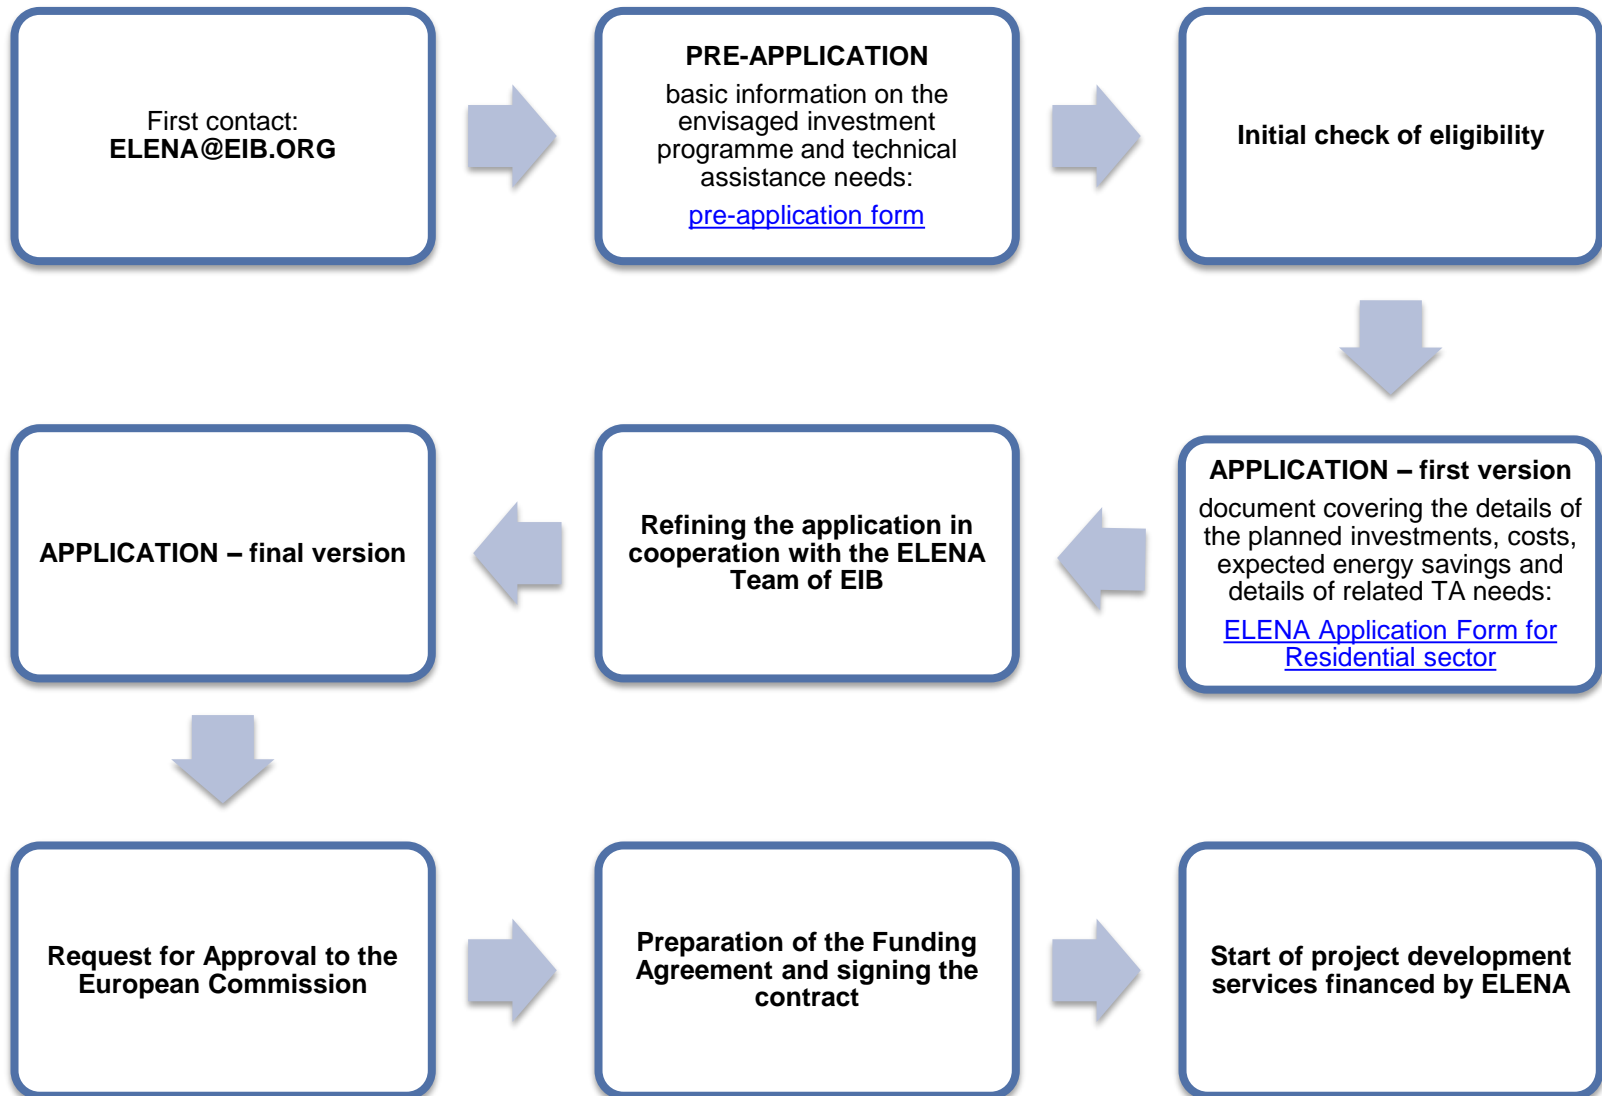 First contact:
ELENA@EIB.ORG
PRE-APPLICATION
basic information on the
envisaged investment
programme and technical
assistance needs:
pre-application form
Initial check of eligibility
APPLICATION – first version
document covering the details of
the planned investments, costs,
expected energy savings and
details of related TA needs:
ELENA Application Form for
Residential sector
Refining the application in
cooperation with the ELENA
Team of EIB
APPLICATION – final version
Request for Approval to the
European Commission
Preparation of the Funding
Agreement and signing the
contract
Start of project development
services financed by ELENA